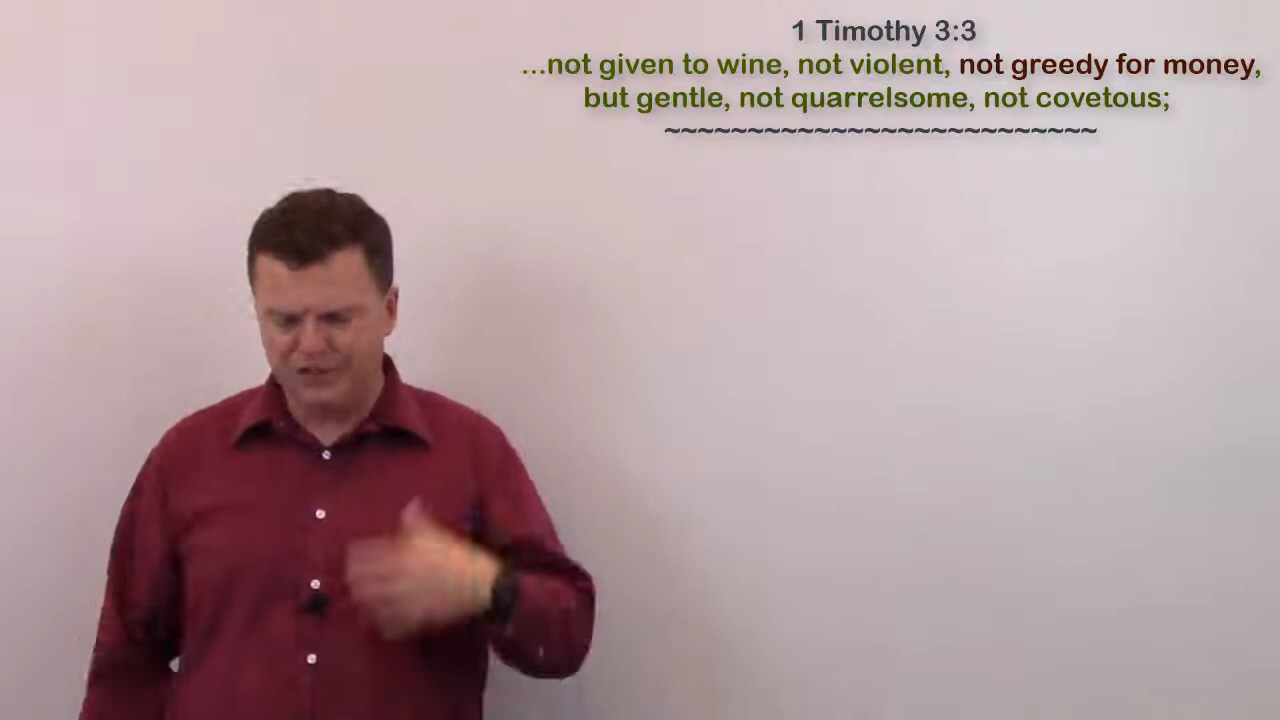 1 Timothy 3:3
...not given to wine, not violent, not greedy for money,
but gentle, not quarrelsome, not covetous;
~~~~~~~~~~~~~~~~~~~~~~~~~~